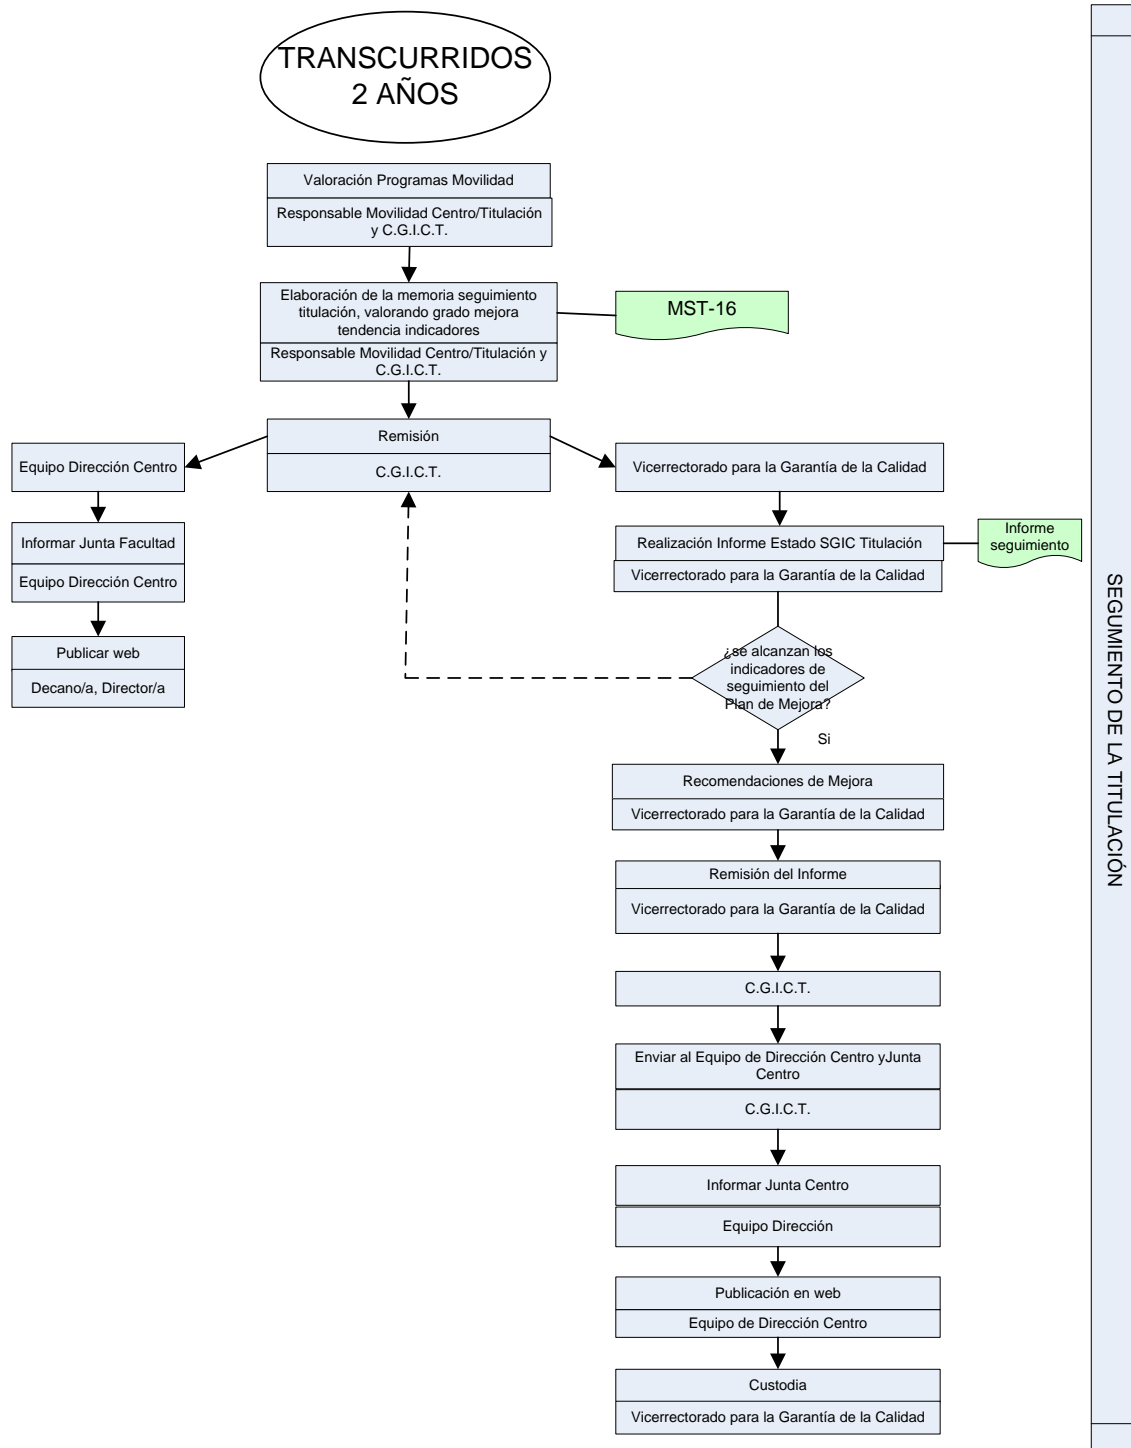 TRANSCURRIDOS
2 AÑOS
Valoración Programas Movilidad
Responsable Movilidad Centro/Titulación
y C.G.I.C.T.
Elaboración de la memoria seguimiento
titulación, valorando grado mejora
tendencia indicadores
Responsable Movilidad Centro/Titulación y
C.G.I.C.T.
MST-16
Remisión
C.G.I.C.T.
Equipo Dirección Centro
Informar Junta Facultad
Equipo Dirección Centro
Publicar web
Decano/a, Director/a
Vicerrectorado para la Garantía de la Calidad
Realización Informe Estado SGIC Titulación
Vicerrectorado para la Garantía de la Calidad
Informe
seguimiento
¿se alcanzan los
indicadores de
seguimiento del
Plan de Mejora?
Si
Recomendaciones de Mejora
Vicerrectorado para la Garantía de la Calidad
Remisión del Informe
Vicerrectorado para la Garantía de la Calidad
C.G.I.C.T.
Enviar al Equipo de Dirección Centro yJunta
Centro
C.G.I.C.T.
Informar Junta Centro
Equipo Dirección
Publicación en web
Equipo de Dirección Centro
Custodia
Vicerrectorado para la Garantía de la Calidad
SEGUMIENTO DE LA TITULACIÓN